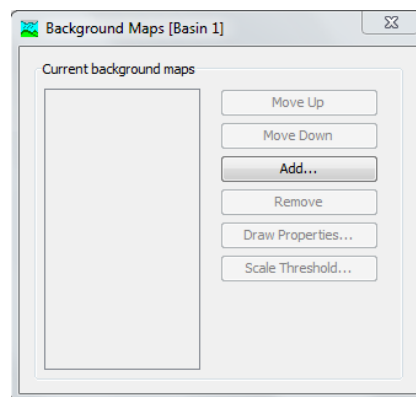 Background Maps [Basin 1]
Current background maps
Move Up
Move Down
Add...
Remove
Draw Properties...
Scale Threshold...